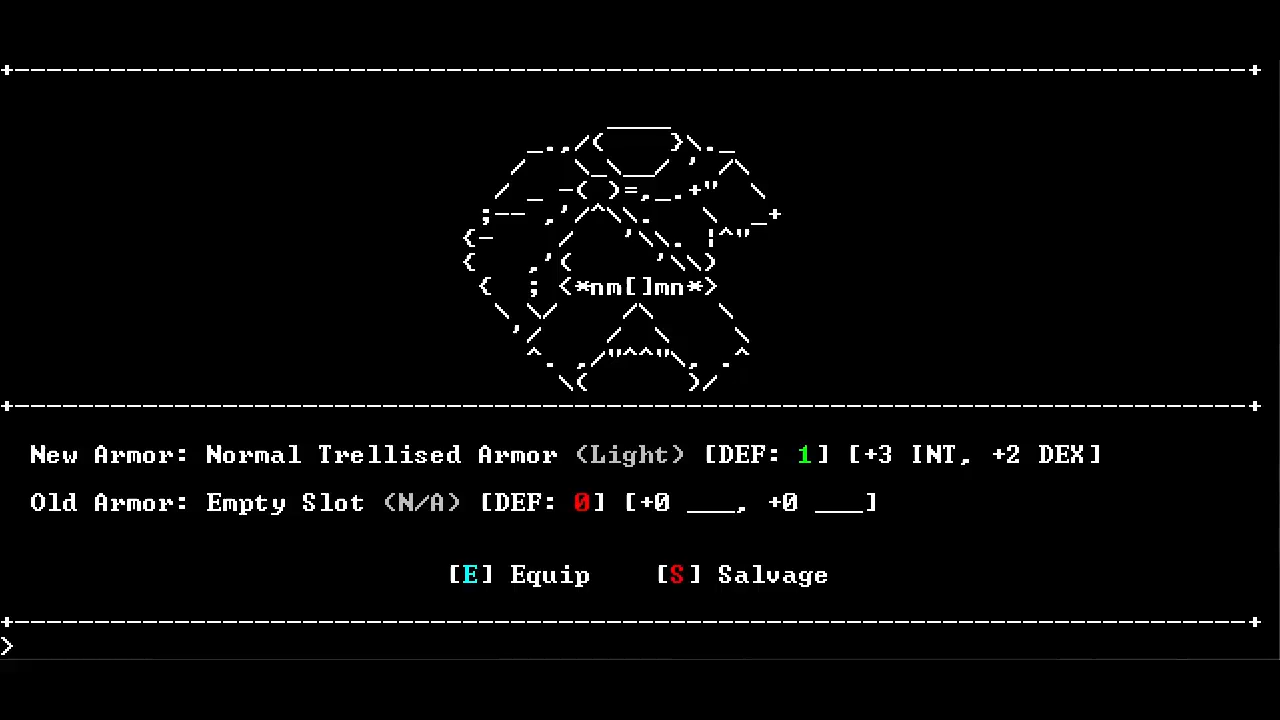 New Armor: Normal Trellised Armor (Light) [DEF: 1] [+3 INT, +2 DEX]
Old Armor: Empty Slot (N/A) [DEF: 0] [+0 ___, +0 ___]
[E] Equip [S] Salvage
>